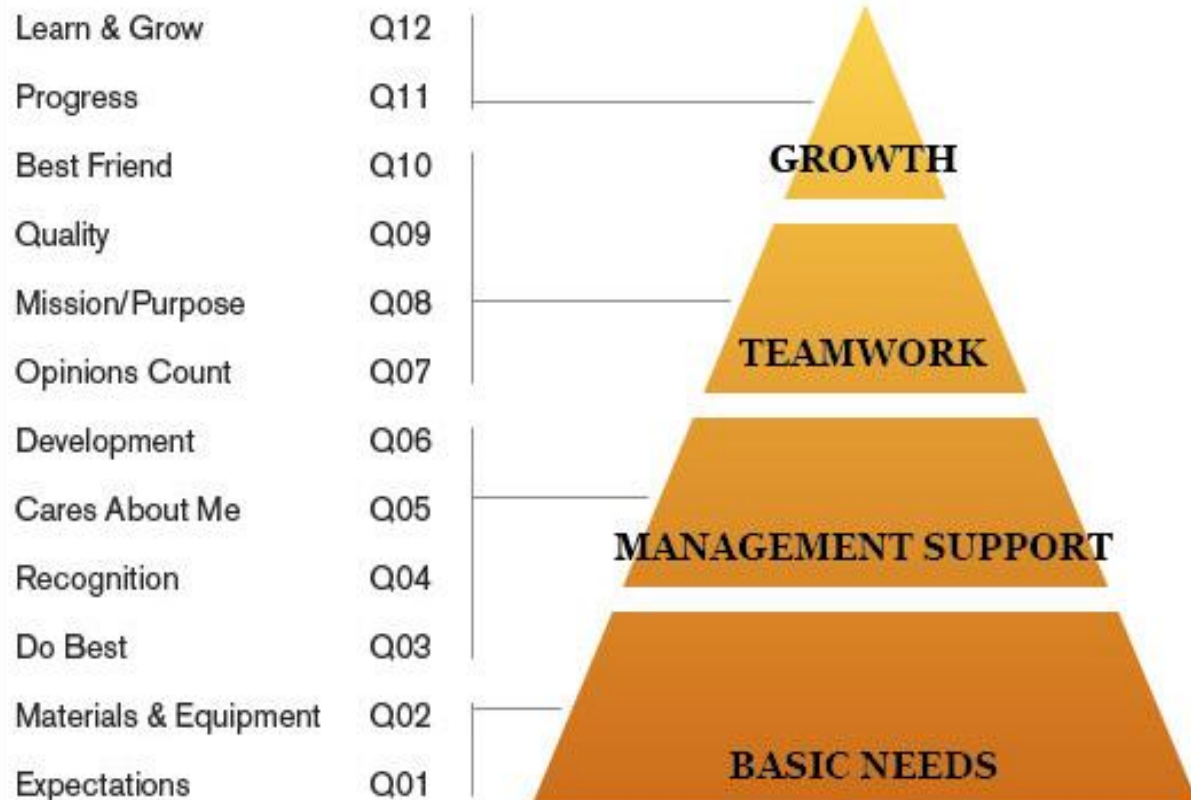 Learn & Grow Q12
Progress Q11
Best Friend Q10
Quality Q09
Mission/Purpose Q08
Opinions Count Q07
Development Q06
Cares About Me Q05
Recognition Q04
Do Best Q03
Materials & Equipment Q02
Expectations Q01
GROWTH
TEAMWORK
MANAGEMENT SUPPORT
BASIC NEEDS